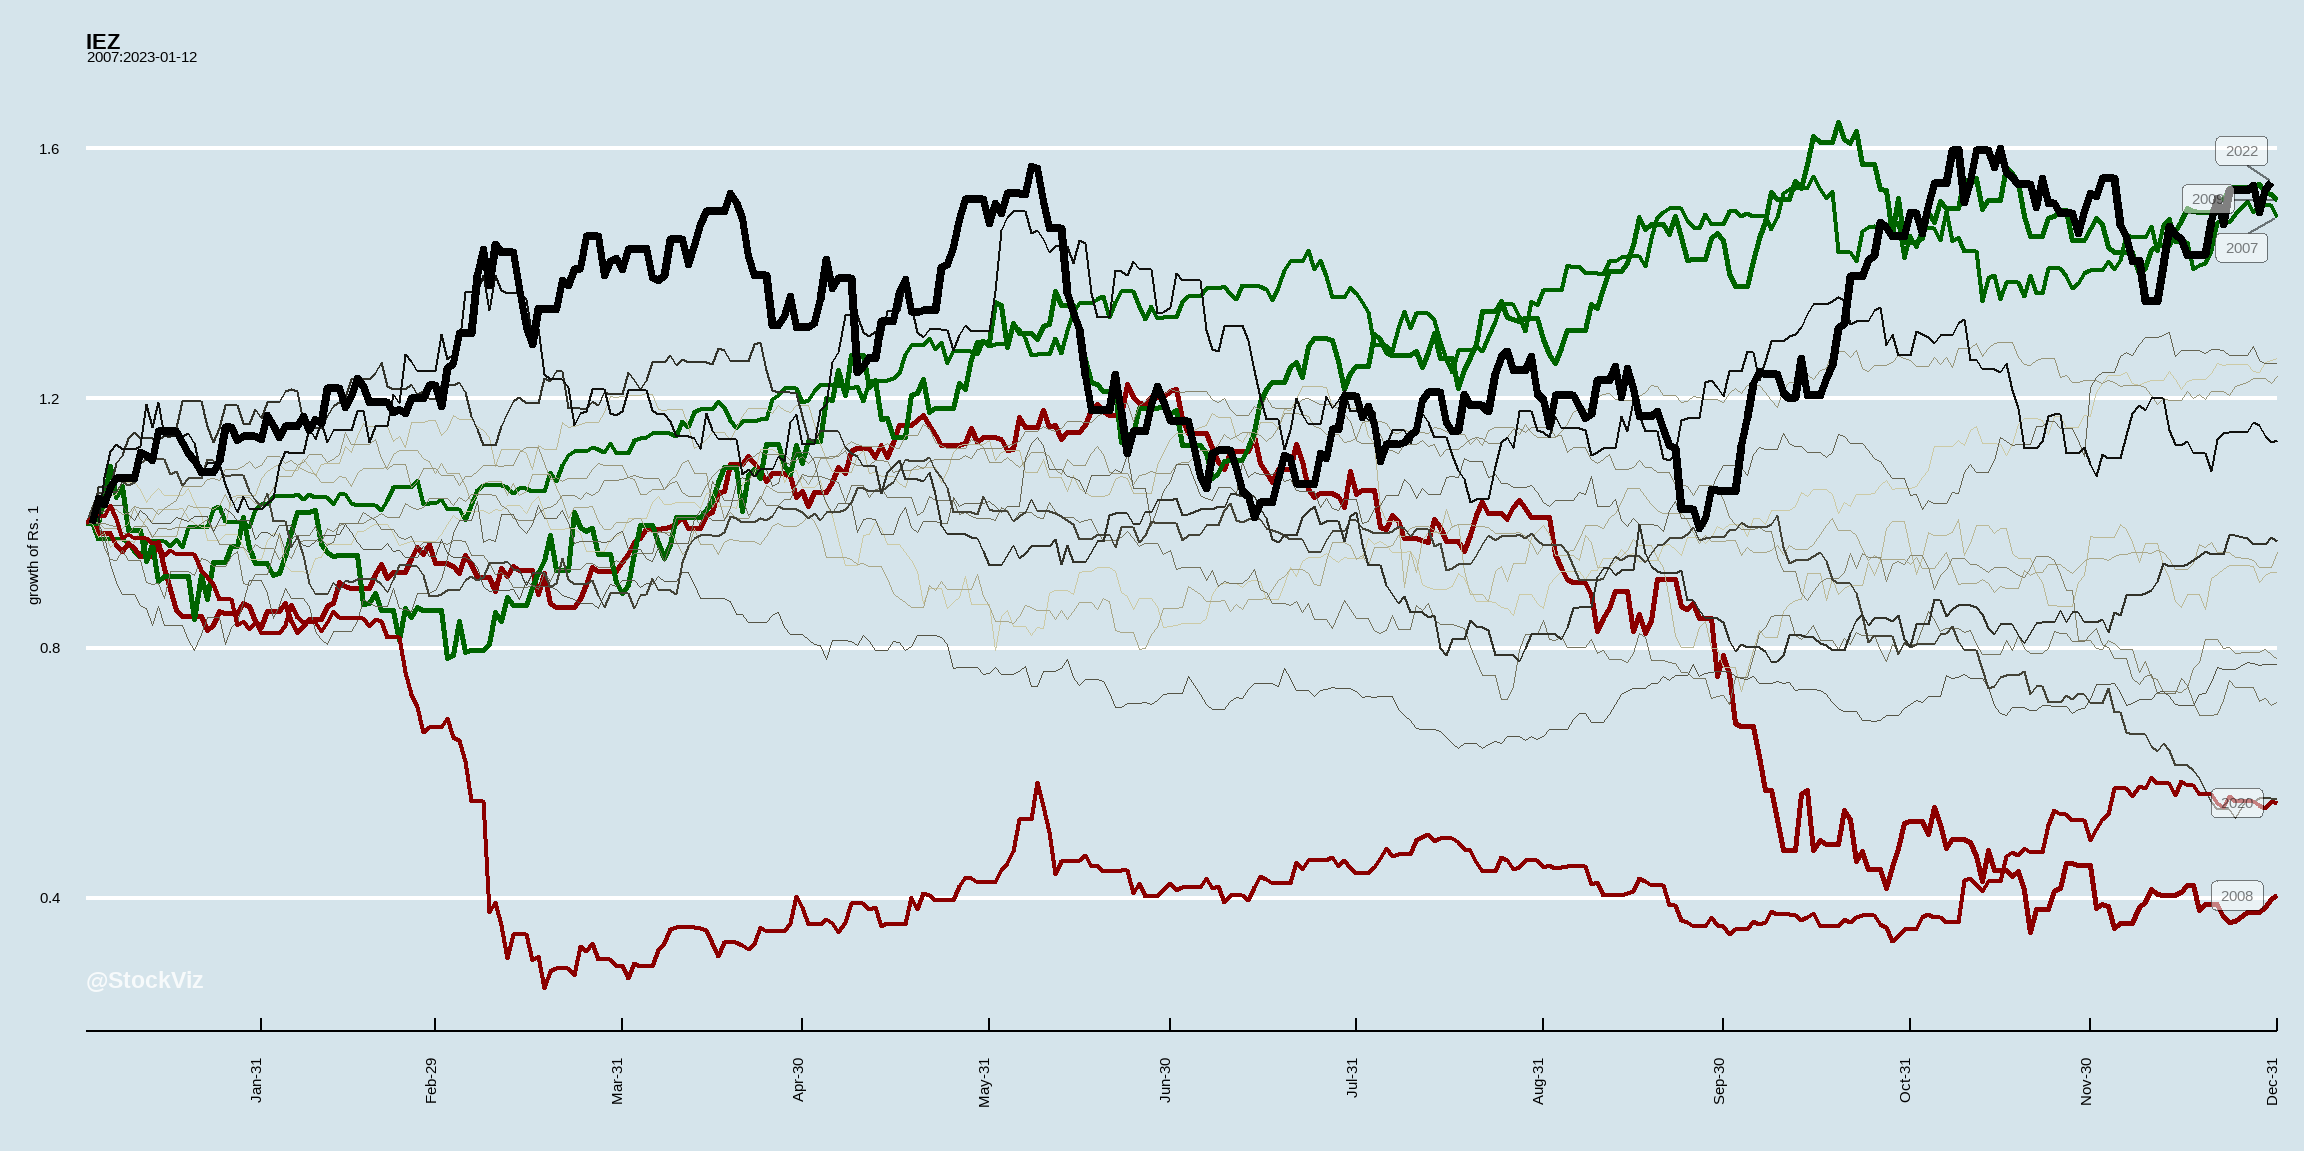 IEZ
2007:2023-01-12
growth of Rs. 1
1.6
1.2
0.8
0.4
2022
2009
2007
2020
2008
@StockViz
Jan-31
Feb-29
Mar-31
Apr-30
May-31
Jun-30
Jul-31
Aug-31
Sep-30
Oct-31
Nov-30
Dec-31